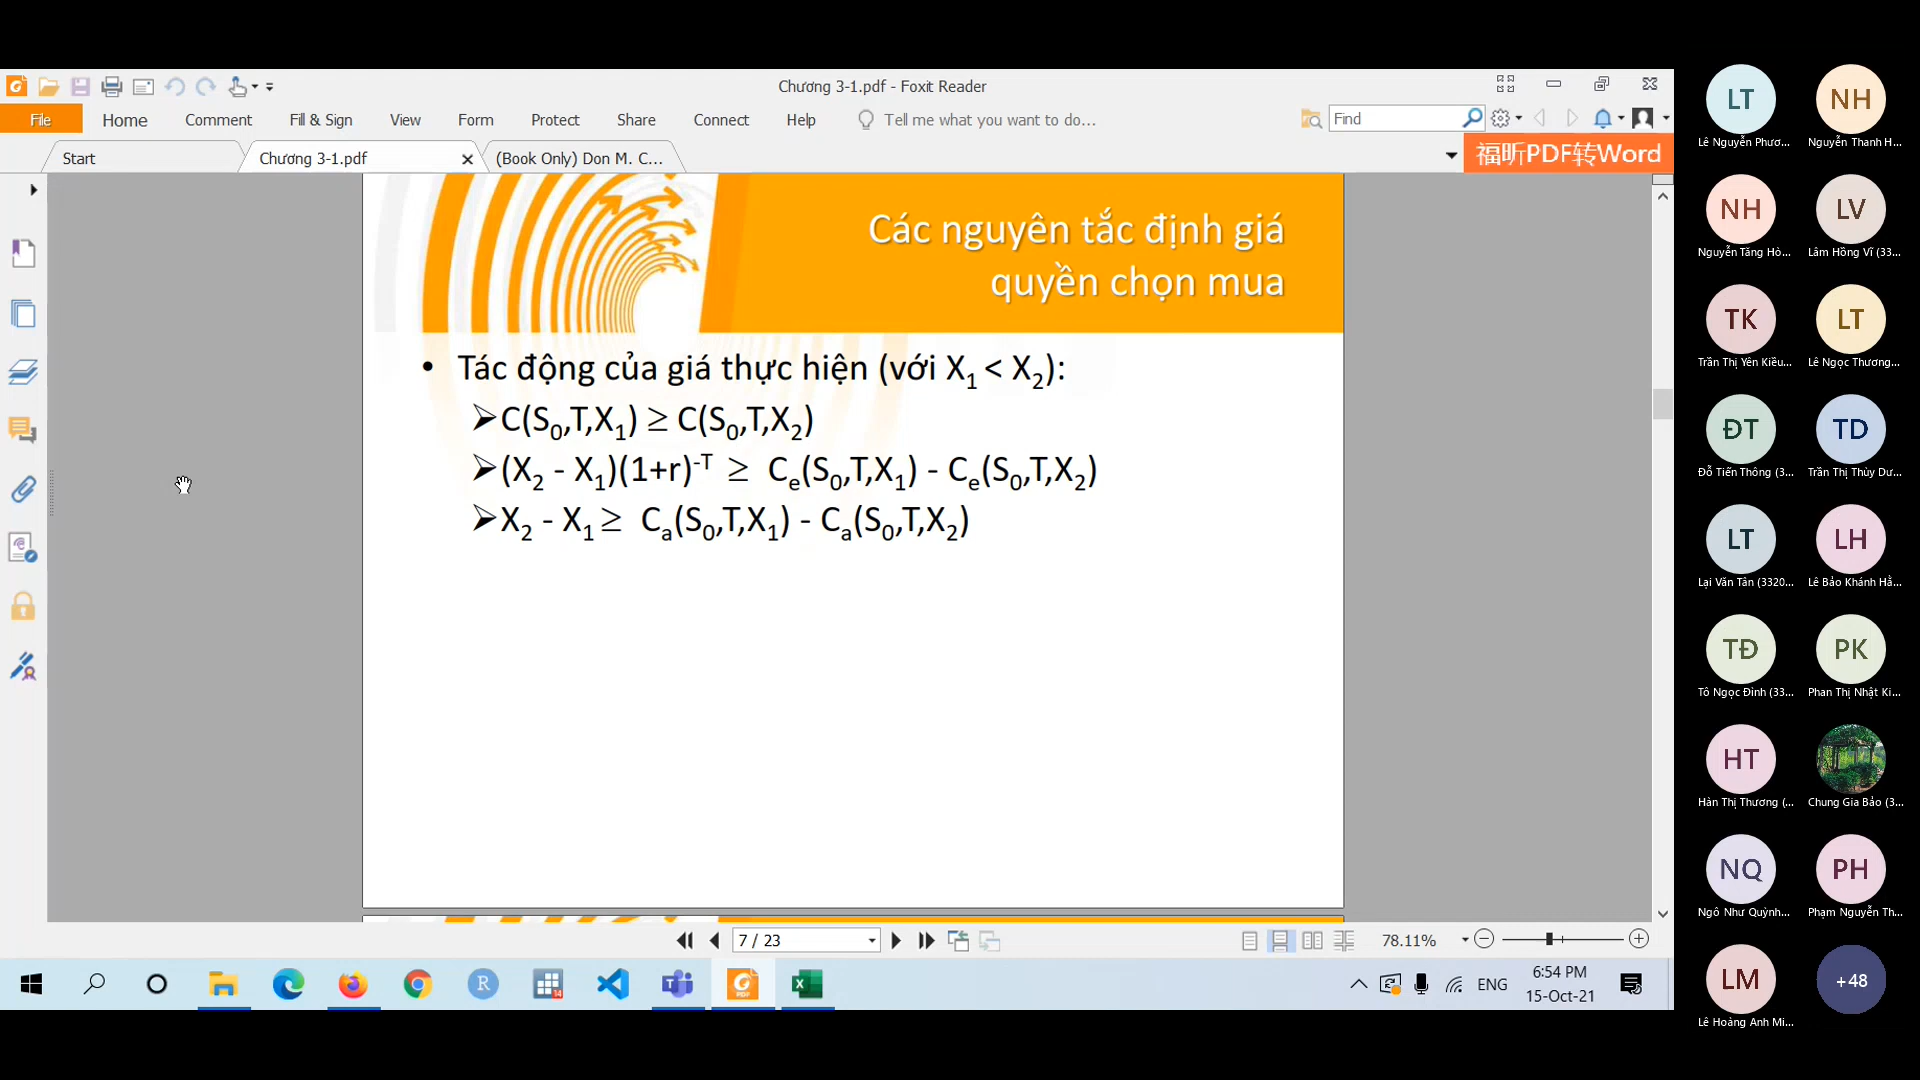 Chương 3-1.pdf - Foxit Reader
File Home Comment Fill & Sign View Form Protect Share Connect Help Tell me what you want to do... Find
Start Chương 3-1.pdf (Book Only) Don M. C... 福昕PDF转Word
Các nguyên tắc định giá
quyền chọn mua
• Tác động của giá thực hiện (với X1 < X2):
➢C(S0,T,X1) ≥ C(S0,T,X2)
➢(X2 - X1)(1+r)-T ≥ Ce(S0,T,X1) - Ce(S0,T,X2)
➢X2 - X1 ≥ Ca(S0,T,X1) - Ca(S0,T,X2)
7 / 23 78.11%
ENG
6:54 PM
15-Oct-21
LT NH
Lê Nguyễn Phươ... Nguyễn Thanh H...
NH LV
Nguyễn Tăng Hò... Lâm Hồng Vĩ (33...
TK LT
Trần Thị Yên Kiều... Lê Ngọc Thương...
ĐT TD
Đỗ Tiến Thông (3... Trần Thị Thùy Dư...
LT LH
Lại Văn Tân (3320... Lê Bảo Khánh Hằ...
TĐ PK
Tô Ngọc Đình (33... Phan Thị Nhật Ki...
HT
Hàn Thị Thương (... Chung Gia Bảo (3...
NQ PH
Ngô Như Quỳnh... Phạm Nguyễn Th...
LM +48
Lê Hoàng Anh Mi...